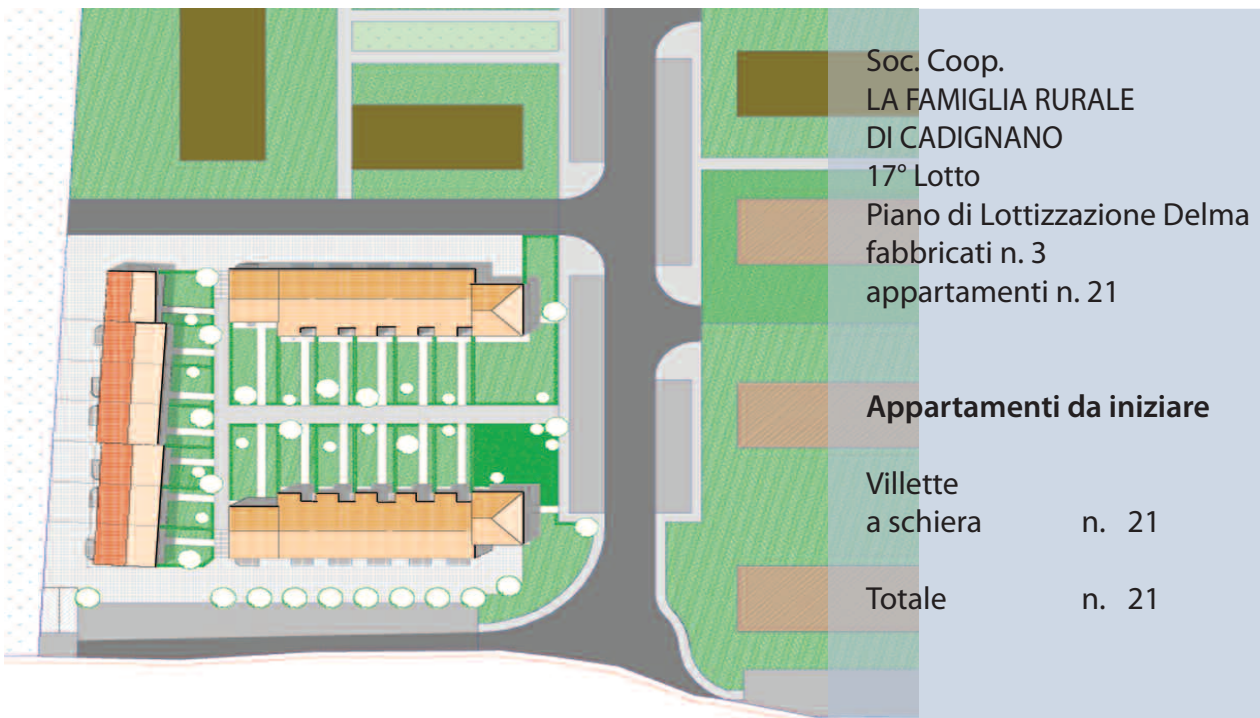 Soc. Coop.
LA FAMIGLIA RURALE
DI CADIGNANO
17° Lotto
Piano di Lottizzazione Delma
fabbricati n. 3
appartamenti n. 21
Appartamenti da iniziare
Villette
a schiera n. 21
Totale n. 21